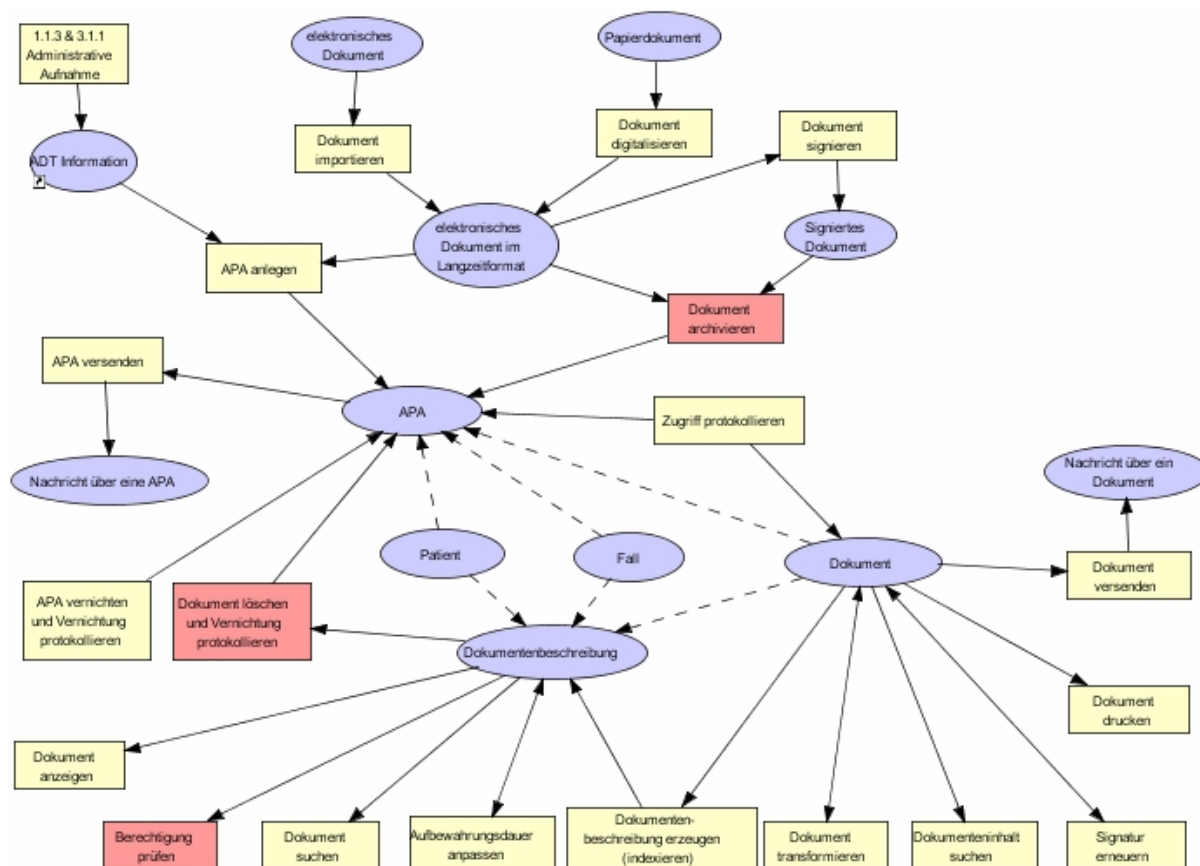 1.1.3 & 3.1.1
Administrative
Aufnahme
elektronisches
Dokument
Papierdokument
Dokument
importieren
Dokument
digitalisieren
Dokument
signieren
ADT Information
elektronisches
Dokument im
Langzeitformat
Signiertes
Dokument
APA anlegen
Dokument
archivieren
APA versenden
APA
Zugriff protokollieren
Nachricht über eine APA
Nachricht über ein
Dokument
Patient
Fall
Dokument
Dokument
versenden
APA vernichten
und Vernichtung
protokollieren
Dokument löschen
und Vernichtung
protokollieren
Dokumentenbeschreibung
Dokument
drucken
Dokument
anzeigen
Berechtigung
prüfen
Dokument
suchen
Aufbewahrungsdauer
anpassen
Dokumenten-
beschreibung erzeugen
(indexieren)
Dokument
transformieren
Dokumenteninhalt
suchen
Signatur
erneuern